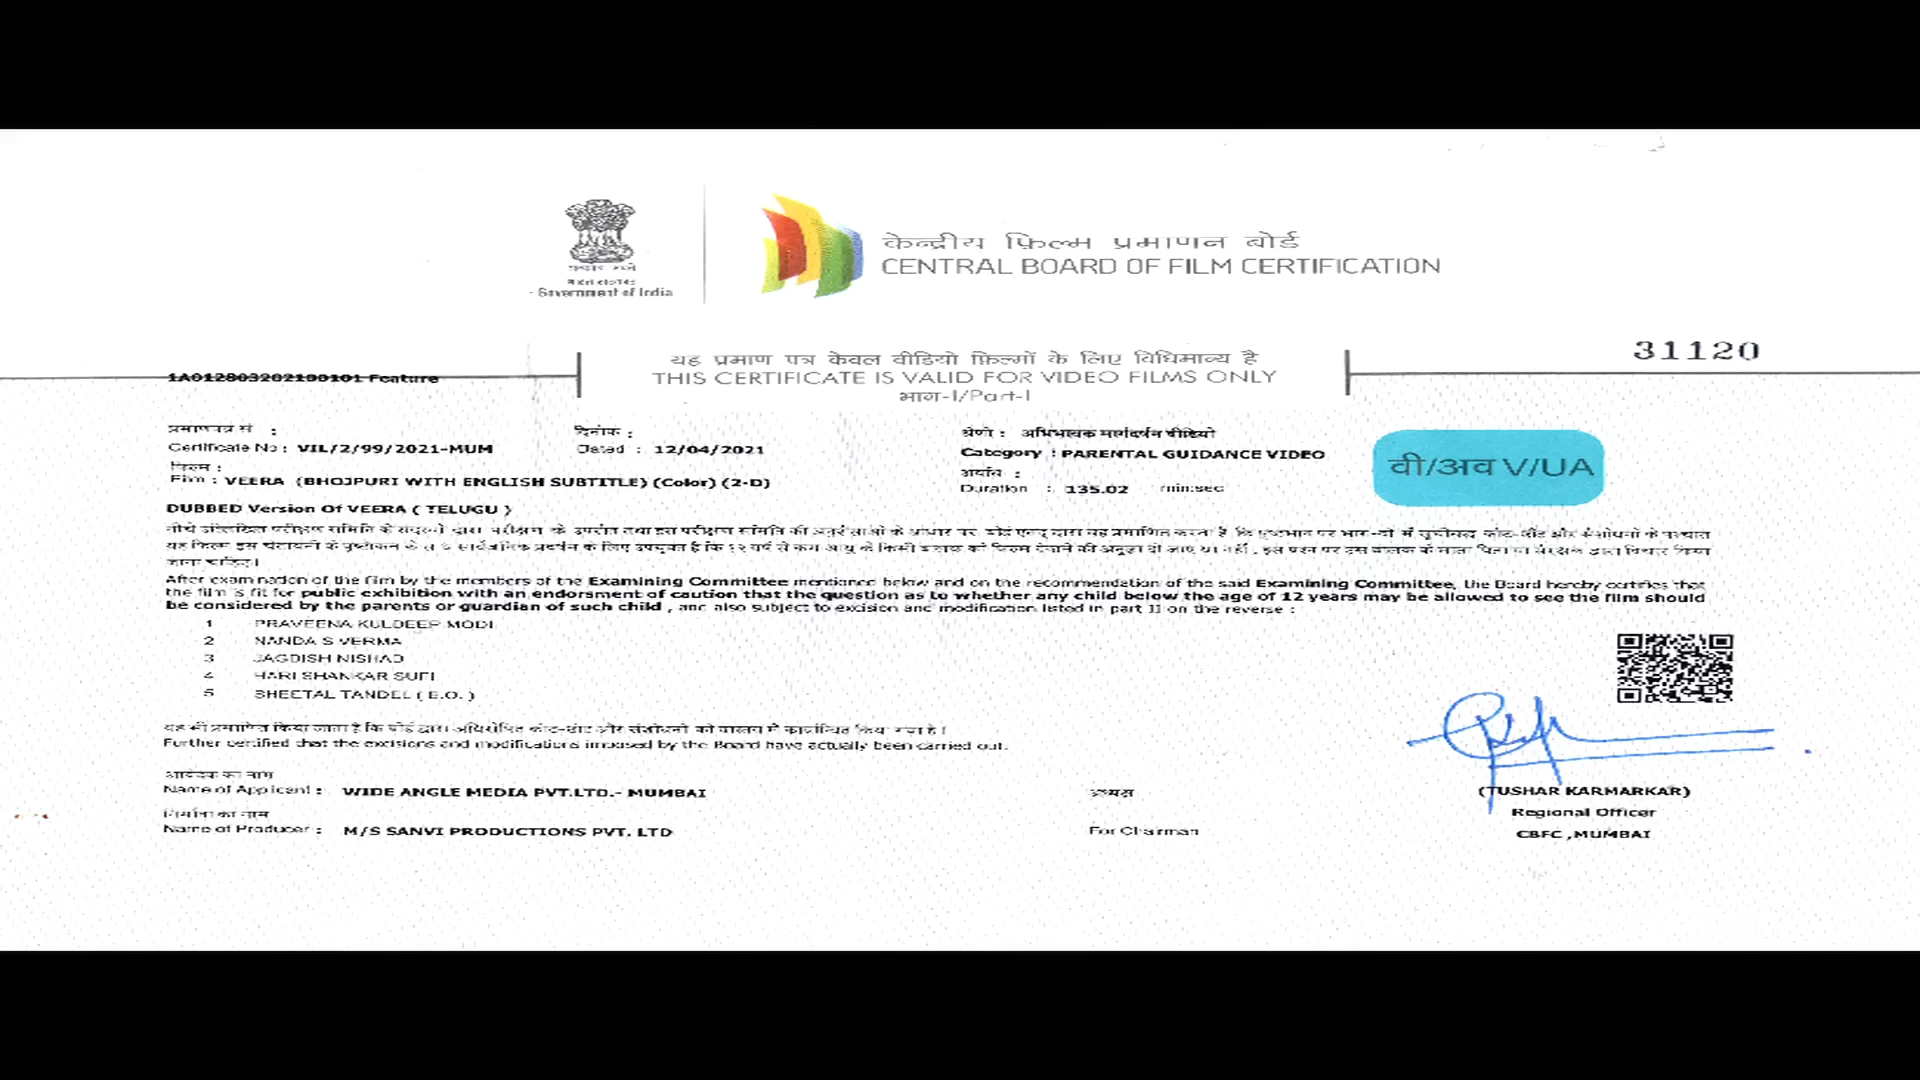 Government of India
केन्द्रीय फ़िल्म प्रमाणन बोर्ड
CENTRAL BOARD OF FILM CERTIFICATION
31120
यह प्रमाण पत्र केवल वीडियो फ़िल्मों के लिए विधिमान्य है
THIS CERTIFICATE IS VALID FOR VIDEO FILMS ONLY
भाग-I/Part-I
1A012803202100101 Feature
प्रमाणपत्र सं :
Certificate No : VIL/2/99/2021-MUM
दिनांक :
Dated : 12/04/2021
श्रेणी : अभिभावक मार्गदर्शन वीडियो
Category : PARENTAL GUIDANCE VIDEO
वी/अव V/UA
फिल्म :
Film : VEERA (BHOJPURI WITH ENGLISH SUBTITLE) (Color) (2-D)
अवधि :
Duration : 135.02 min:sec
DUBBED Version Of VEERA ( TELUGU )
After examination of the film by the members of the Examining Committee mentioned below and on the recommendation of the said Examining Committee, the Board hereby certifies that
the film is fit for public exhibition with an endorsment of caution that the question as to whether any child below the age of 12 years may be allowed to see the film should
be considered by the parents or guardian of such child , and also subject to excision and modification listed in part II on the reverse :
1 PRAVEENA KULDEEP MODI
2 NANDA S VERMA
3 JAGDISH NISHAD
4 HARI SHANKAR SUFI
5 SHEETAL TANDEL ( E.O. )
यह भी प्रमाणित किया जाता है कि बोर्ड द्वारा अधिरोपित काट-छांट और संशोधनों को वास्तव में कार्यान्वित किया गया है |
Further certified that the excisions and modifications imposed by the Board have actually been carried out.
आवेदक का नाम
Name of Applicant : WIDE ANGLE MEDIA PVT.LTD.- MUMBAI
निर्माता का नाम
Name of Producer : M/S SANVI PRODUCTIONS PVT. LTD
अध्यक्ष
For Chairman
(TUSHAR KARMARKAR)
Regional Officer
CBFC ,MUMBAI